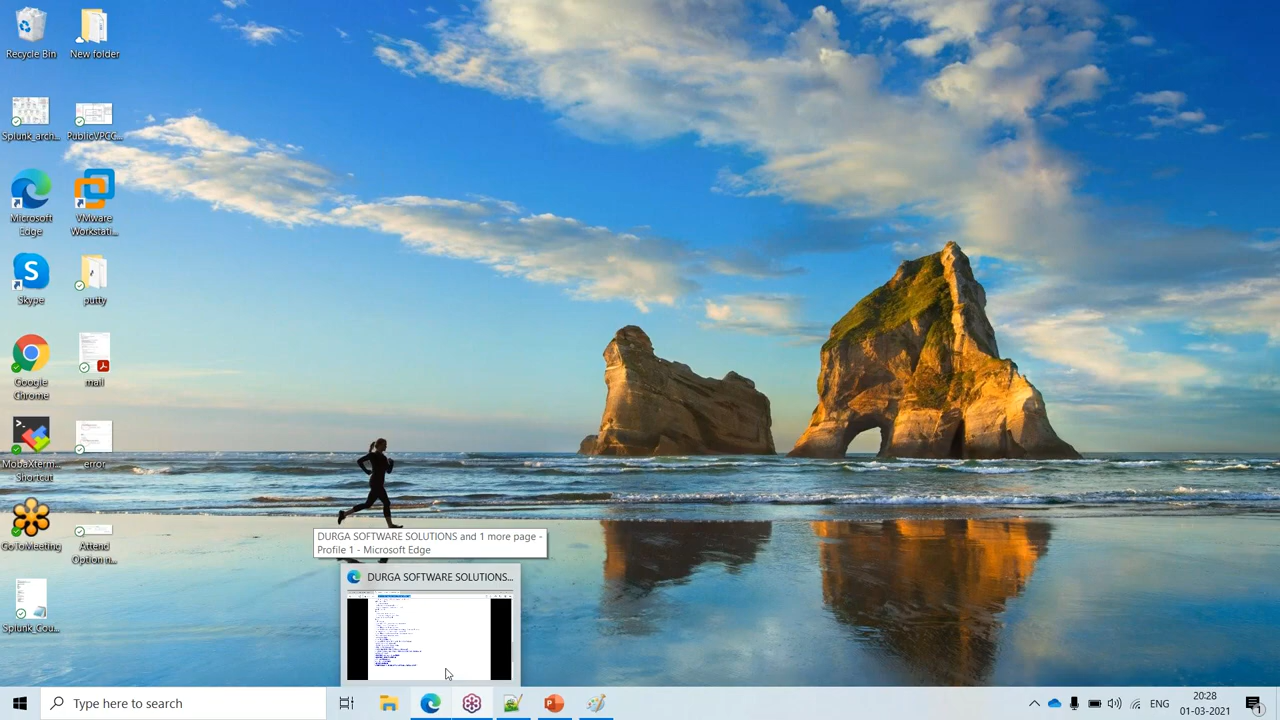 Recycle Bin
New folder
Splunk_arch...
PublicVPCC...
Microsoft
Edge
VMware
Workstati...
Skype
putty
Google
Chrome
mail
MobaXterm...
Shortcut
error
GoToMeeting
Attend
Option n...
DURGA SOFTWARE SOLUTIONS and 1 more page -
Profile 1 - Microsoft Edge
DURGA SOFTWARE SOLUTIONS...
Type here to search
ENG
20:28
01-03-2021
1